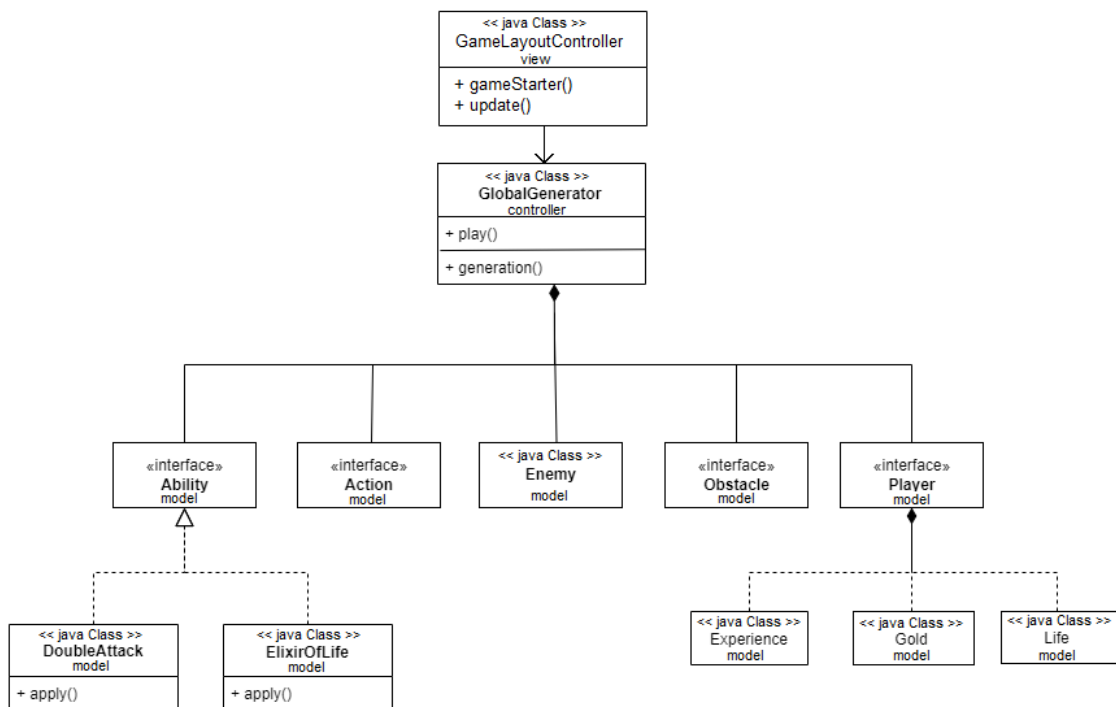 << java Class >>
GameLayoutController
view
+ gameStarter()
+ update()
<< java Class >>
GlobalGenerator
controller
+ play()
+ generation()
«interface»
Ability
model
«interface»
Action
model
<< java Class >>
Enemy
model
«interface»
Obstacle
model
«interface»
Player
model
<< java Class >>
DoubleAttack
model
+ apply()
<< java Class >>
ElixirOfLife
model
+ apply()
<< java Class >>
Experience
model
<< java Class >>
Gold
model
<< java Class >>
Life
model